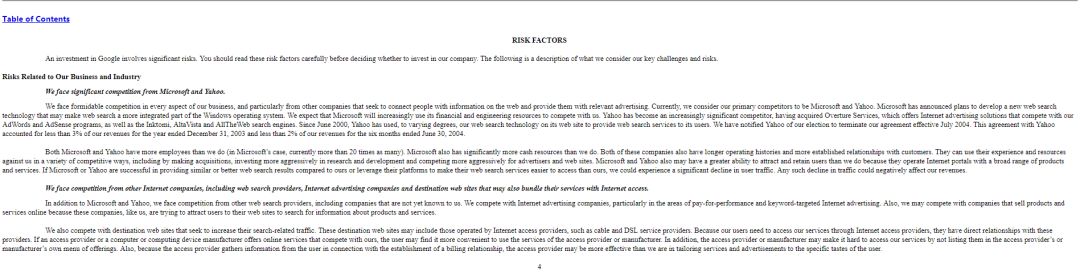 Table of Contents
RISK FACTORS
An investment in Google involves significant risks. You should read these risk factors carefully before deciding whether to invest in our company. The following is a description of what we consider our key challenges and risks.
Risks Related to Our Business and Industry
We face significant competition from Microsoft and Yahoo.
We face formidable competition in every aspect of our business, and particularly from other companies that seek to connect people with information on the web and provide them with relevant advertising. Currently, we consider our primary competitors to be Microsoft and Yahoo. Microsoft has announced plans to develop a new web search
technology that may make web search a more integrated part of the Windows operating system. We expect that Microsoft will increasingly use its financial and engineering resources to compete with us. Yahoo has become an increasingly significant competitor, having acquired Overture Services, which offers Internet advertising solutions that compete with our
AdWords and AdSense programs, as well as the Inktomi, AltaVista and AllTheWeb search engines. Since June 2000, Yahoo has used, to varying degrees, our web search technology on its web site to provide web search services to its users. We have notified Yahoo of our election to terminate our agreement effective July 2004. This agreement with Yahoo
accounted for less than 3% of our revenues for the year ended December 31, 2003 and less than 2% of our revenues for the six months ended June 30, 2004.
Both Microsoft and Yahoo have more employees than we do (in Microsoft's case, currently more than 20 times as many). Microsoft also has significantly more cash resources than we do. Both of these companies also have longer operating histories and more established relationships with customers. They can use their experience and resources
against us in a variety of competitive ways, including by making acquisitions, investing more aggressively in research and development and competing more aggressively for advertisers and web sites. Microsoft and Yahoo also may have a greater ability to attract and retain users than we do because they operate Internet portals with a broad range of products
and services. If Microsoft or Yahoo are successful in providing similar or better web search results compared to ours or leverage their platforms to make their web search services easier to access than ours, we could experience a significant decline in user traffic. Any such decline in traffic could negatively affect our revenues.
We face competition from other Internet companies, including web search providers, Internet advertising companies and destination web sites that may also bundle their services with Internet access.
In addition to Microsoft and Yahoo, we face competition from other web search providers, including companies that are not yet known to us. We compete with Internet advertising companies, particularly in the areas of pay-for-performance and keyword-targeted Internet advertising. Also, we may compete with companies that sell products and
services online because these companies, like us, are trying to attract users to their web sites to search for information about products and services.
We also compete with destination web sites that seek to increase their search-related traffic. These destination web sites may include those operated by Internet access providers, such as cable and DSL service providers. Because our users need to access our services through Internet access providers, they have direct relationships with these
providers. If an access provider or a computer or computing device manufacturer offers online services that compete with ours, the user may find it more convenient to use the services of the access provider or manufacturer. In addition, the access provider or manufacturer may make it hard to access our services by not listing them in the access provider's or
manufacturer's own menu of offerings. Also, because the access provider gathers information from the user in connection with the establishment of a billing relationship, the access provider may be more effective than we are in tailoring services and advertisements to the specific tastes of the user.
4